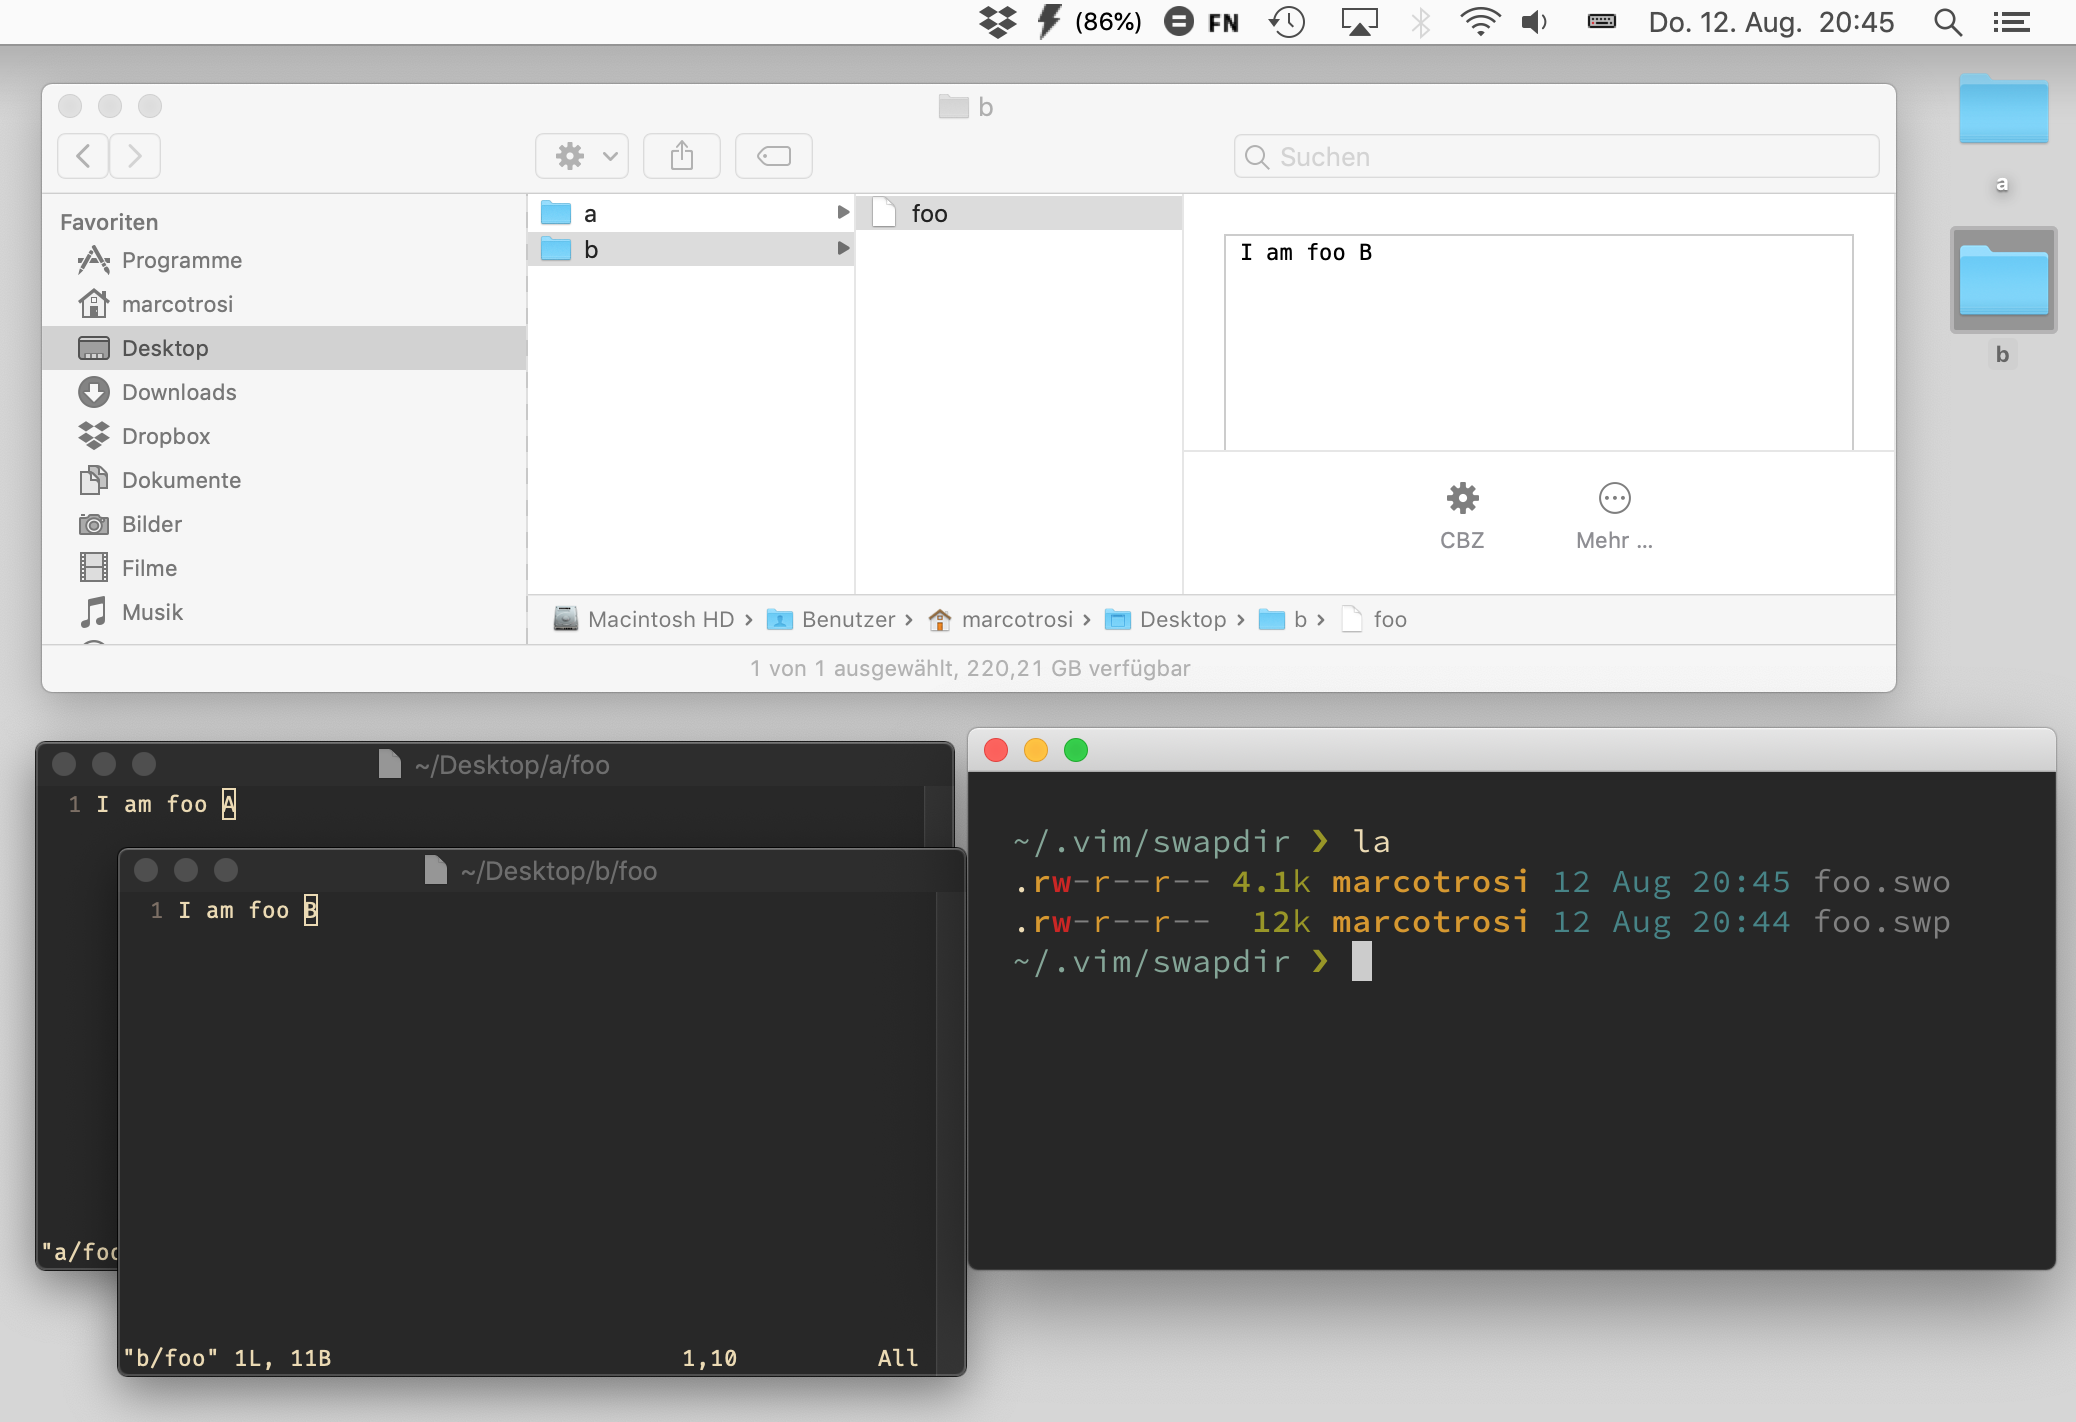 (86%) FN Do. 12. Aug. 20:45
b
Suchen
a
b
Favoriten
Programme
marcotrosi
Desktop
Downloads
Dropbox
Dokumente
Bilder
Filme
Musik
a
b
foo
I am foo B
CBZ
Mehr ...
Macintosh HD › Benutzer › marcotrosi › Desktop › b › foo
1 von 1 ausgewählt, 220,21 GB verfügbar
~/Desktop/a/foo
1 I am foo A
"a/foo
~/Desktop/b/foo
1 I am foo B
"b/foo" 1L, 11B 1,10 All
~/.vim/swapdir ❯ la
.rw-r--r-- 4.1k marcotrosi 12 Aug 20:45 foo.swo
.rw-r--r-- 12k marcotrosi 12 Aug 20:44 foo.swp
~/.vim/swapdir ❯